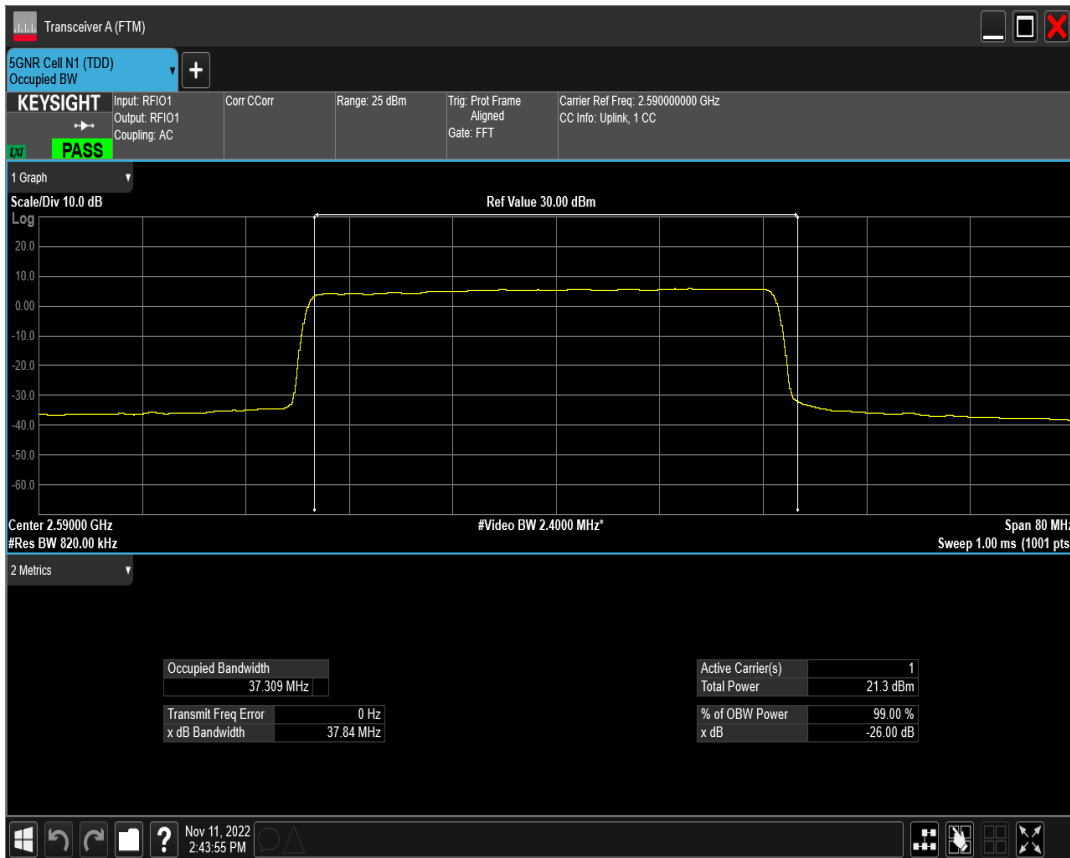 Transceiver A (FTM)
5GNR Cell N1 (TDD)
Occupied BW
+
KEYSIGHT
LXI
PASS
Input: RFIO1
Output: RFIO1
Coupling: AC
Corr CCorr
Range: 25 dBm
Trig: Prot Frame
Aligned
Gate: FFT
Carrier Ref Freq: 2.590000000 GHz
CC Info: Uplink, 1 CC
1 Graph
Scale/Div 10.0 dB
Ref Value 30.00 dBm
Log
20.0
10.0
0.00
-10.0
-20.0
-30.0
-40.0
-50.0
-60.0
Center 2.59000 GHz
#Video BW 2.4000 MHz*
Span 80 MHz
#Res BW 820.00 kHz
Sweep 1.00 ms (1001 pts
2 Metrics
Occupied Bandwidth
37.309 MHz
Transmit Freq Error 0 Hz
x dB Bandwidth 37.84 MHz
Active Carrier(s) 1
Total Power 21.3 dBm
% of OBW Power 99.00 %
x dB -26.00 dB
?
Nov 11, 2022
2:43:55 PM